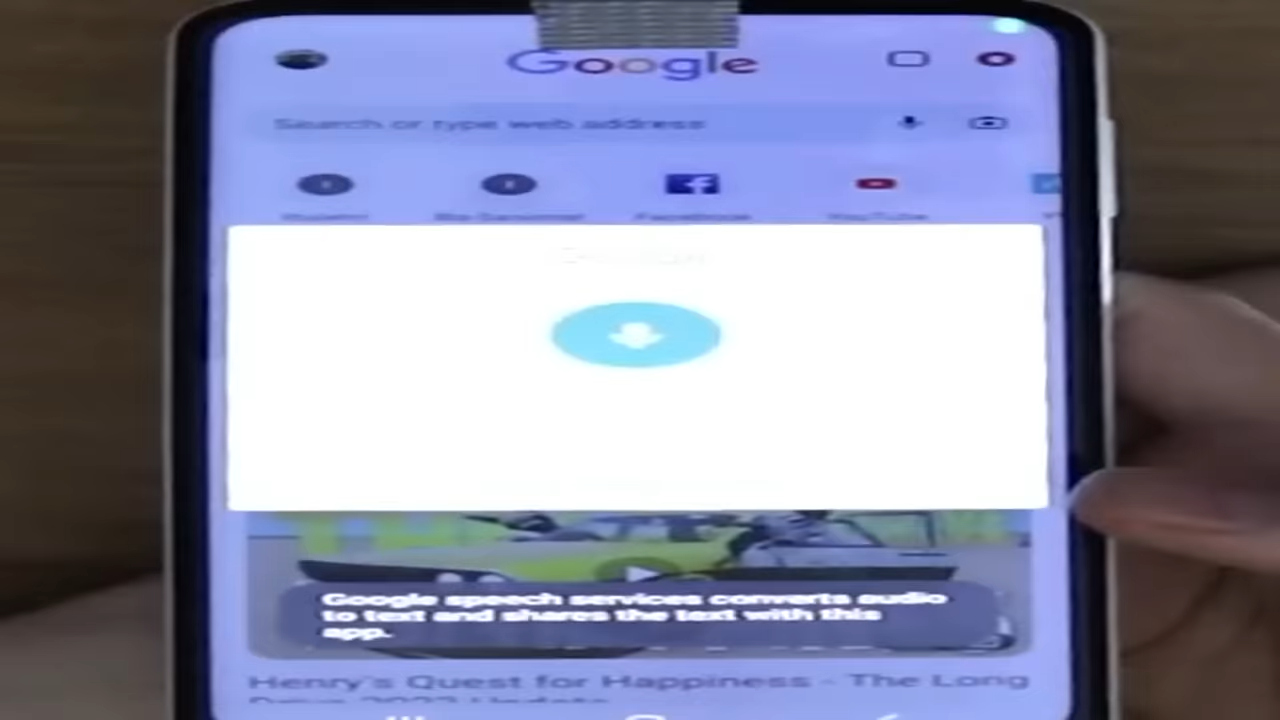 Google
Search or type web address
Facebook
YouTube
Google speech services converts audio
to text and shares the text with this
app.
Henry's Quest for Happiness - The Long